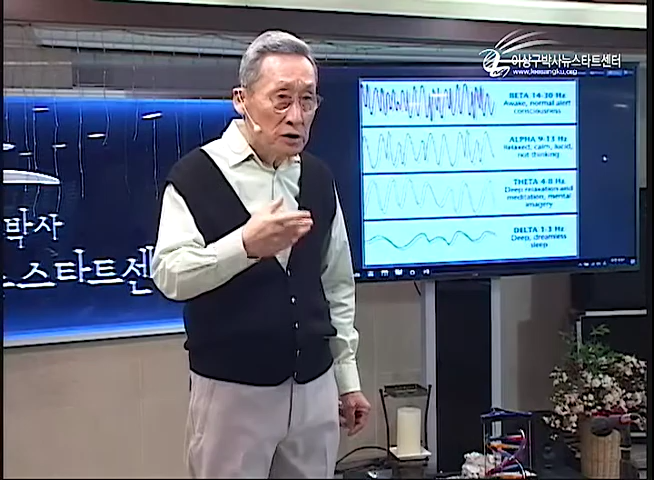 이상구박사뉴스타트센터
www.leesangku.org
BETA 14-30 Hz
Awake, normal alert
consciousness
ALPHA 9-13 Hz
Relaxed, calm, lucid,
not thinking
THETA 4-8 Hz
Deep relaxation and
meditation, mental
imagery
DELTA 1-3 Hz
Deep, dreamless
sleep
박사
스타트센